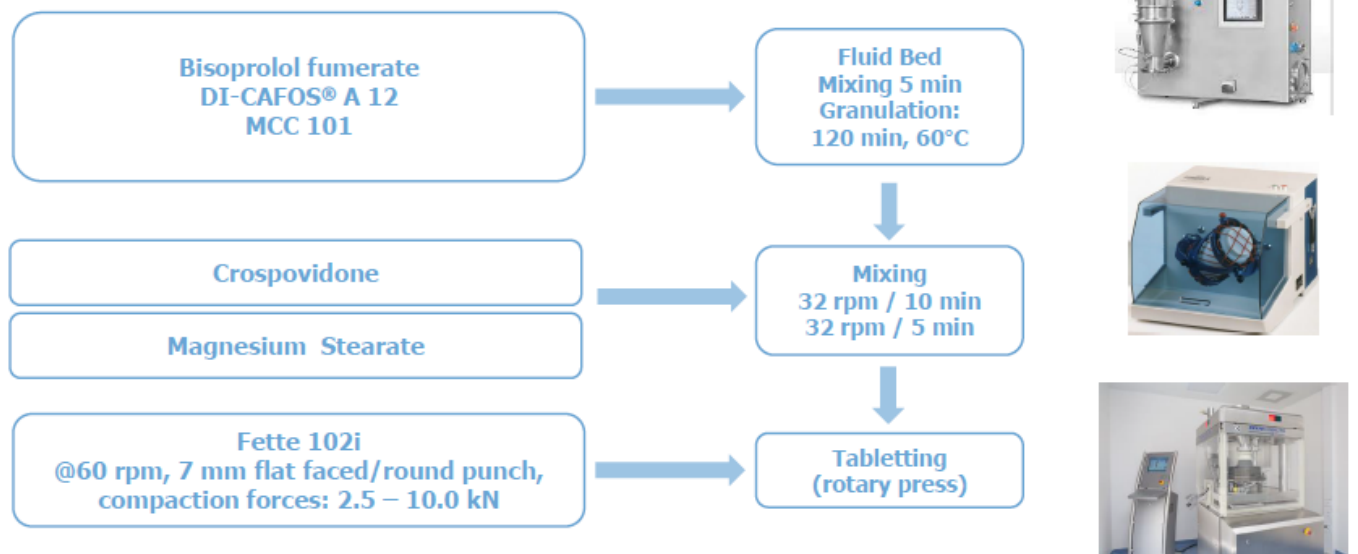 Bisoprolol fumerate
DI-CAFOS® A 12
MCC 101
Fluid Bed
Mixing 5 min
Granulation:
120 min, 60°C
Crospovidone
Magnesium Stearate
Mixing
32 rpm / 10 min
32 rpm / 5 min
Fette 102i
@60 rpm, 7 mm flat faced/round punch,
compaction forces: 2.5 – 10.0 kN
Tabletting
(rotary press)